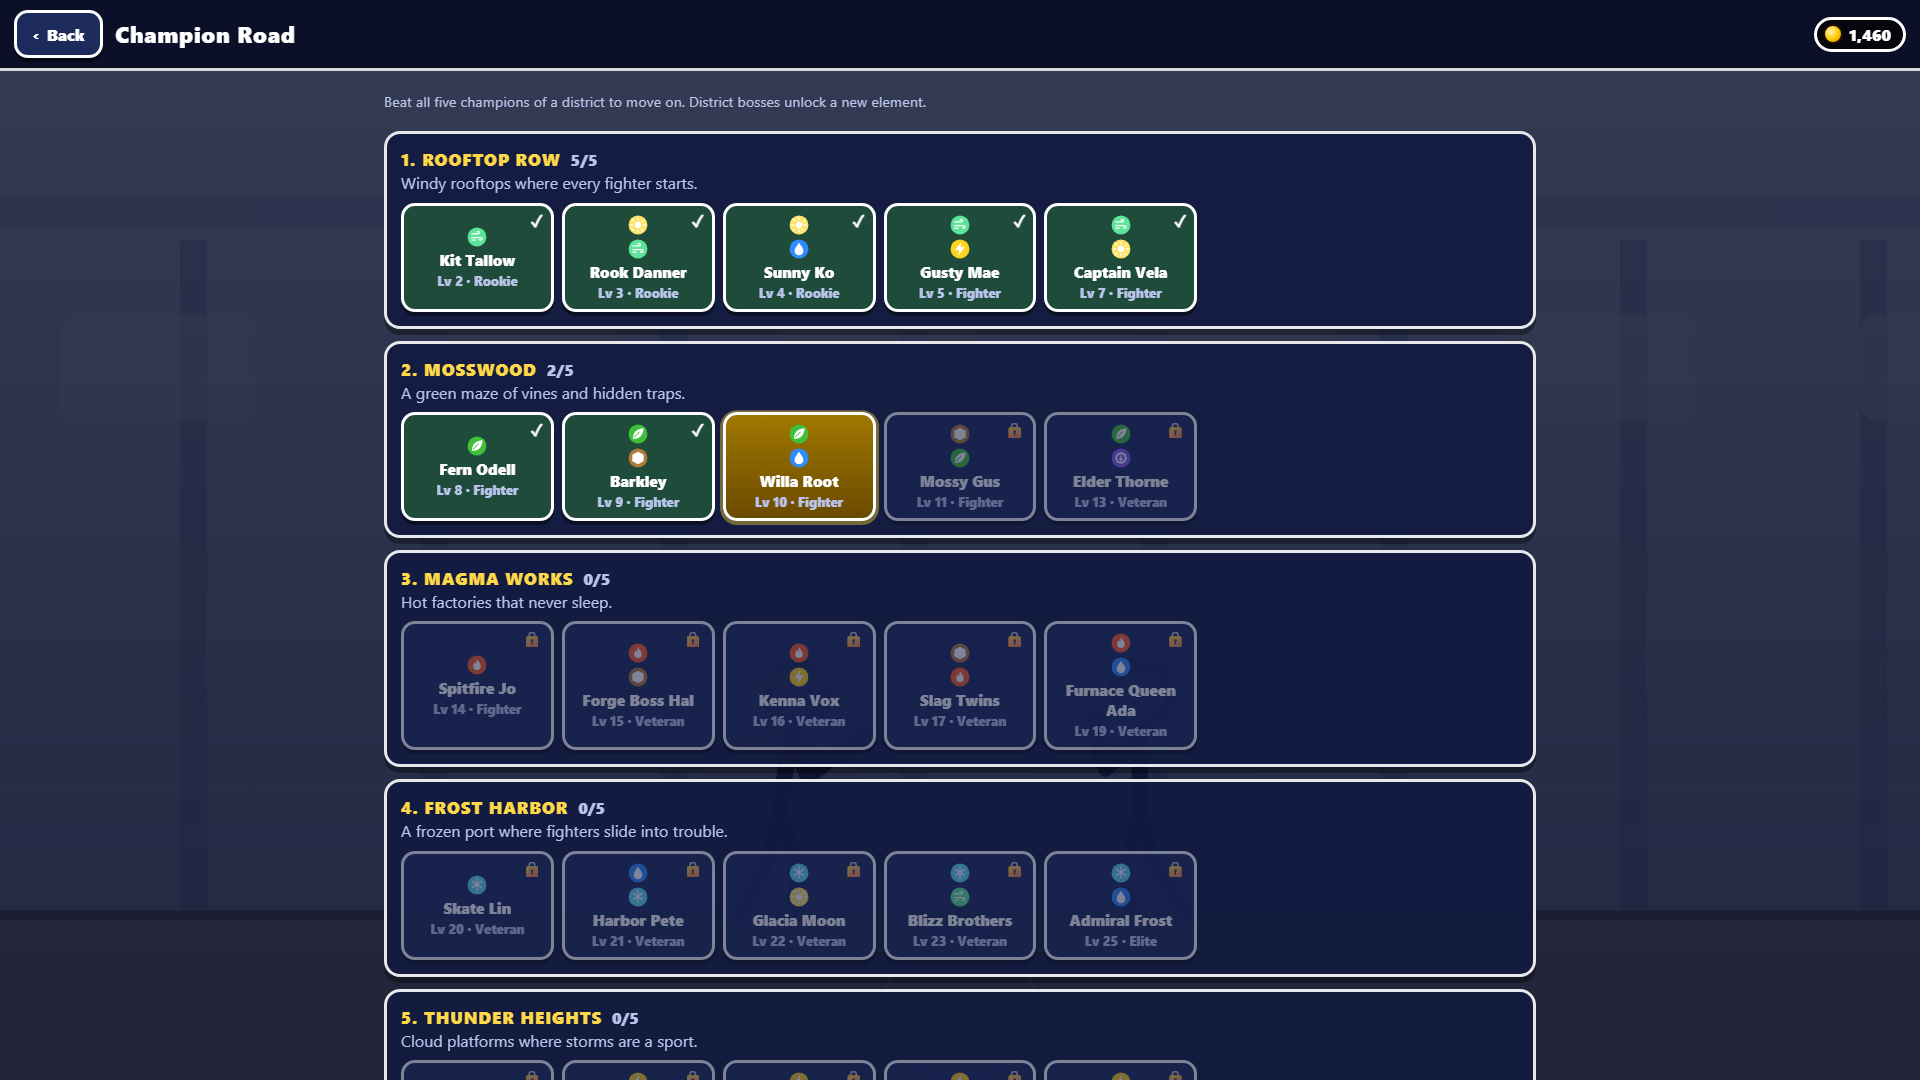 ‹ Back
Champion Road
1,460
Beat all five champions of a district to move on. District bosses unlock a new element.
1. ROOFTOP ROW 5/5
Windy rooftops where every fighter starts.
Kit Tallow
Lv 2 · Rookie
Rook Danner
Lv 3 · Rookie
Sunny Ko
Lv 4 · Rookie
Gusty Mae
Lv 5 · Fighter
Captain Vela
Lv 7 · Fighter
2. MOSSWOOD 2/5
A green maze of vines and hidden traps.
Fern Odell
Lv 8 · Fighter
Barkley
Lv 9 · Fighter
Willa Root
Lv 10 · Fighter
Mossy Gus
Lv 11 · Fighter
Elder Thorne
Lv 13 · Veteran
3. MAGMA WORKS 0/5
Hot factories that never sleep.
Spitfire Jo
Lv 14 · Fighter
Forge Boss Hal
Lv 15 · Veteran
Kenna Vox
Lv 16 · Veteran
Slag Twins
Lv 17 · Veteran
Furnace Queen
Ada
Lv 19 · Veteran
4. FROST HARBOR 0/5
A frozen port where fighters slide into trouble.
Skate Lin
Lv 20 · Veteran
Harbor Pete
Lv 21 · Veteran
Glacia Moon
Lv 22 · Veteran
Blizz Brothers
Lv 23 · Veteran
Admiral Frost
Lv 25 · Elite
5. THUNDER HEIGHTS 0/5
Cloud platforms where storms are a sport.